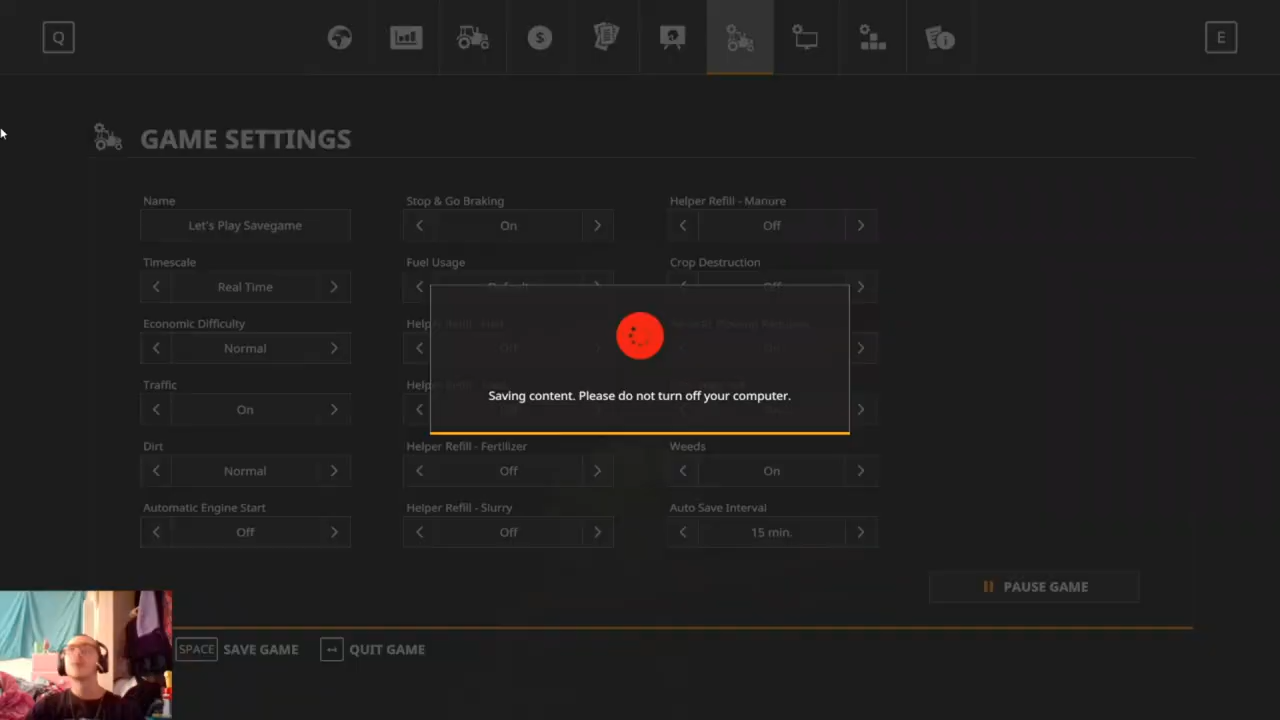 Q
$
E
GAME SETTINGS
Name
Let's Play Savegame
Timescale
Real Time
Economic Difficulty
Normal
Traffic
On
Dirt
Normal
Automatic Engine Start
Off
Stop & Go Braking
On
Fuel Usage
Default
Off
Helper Refill - Fertilizer
Off
Helper Refill - Slurry
Off
Helper Refill - Manure
Off
Crop Destruction
Off
Weeds
On
Auto Save Interval
15 min.
Saving content. Please do not turn off your computer.
PAUSE GAME
SPACE SAVE GAME
QUIT GAME